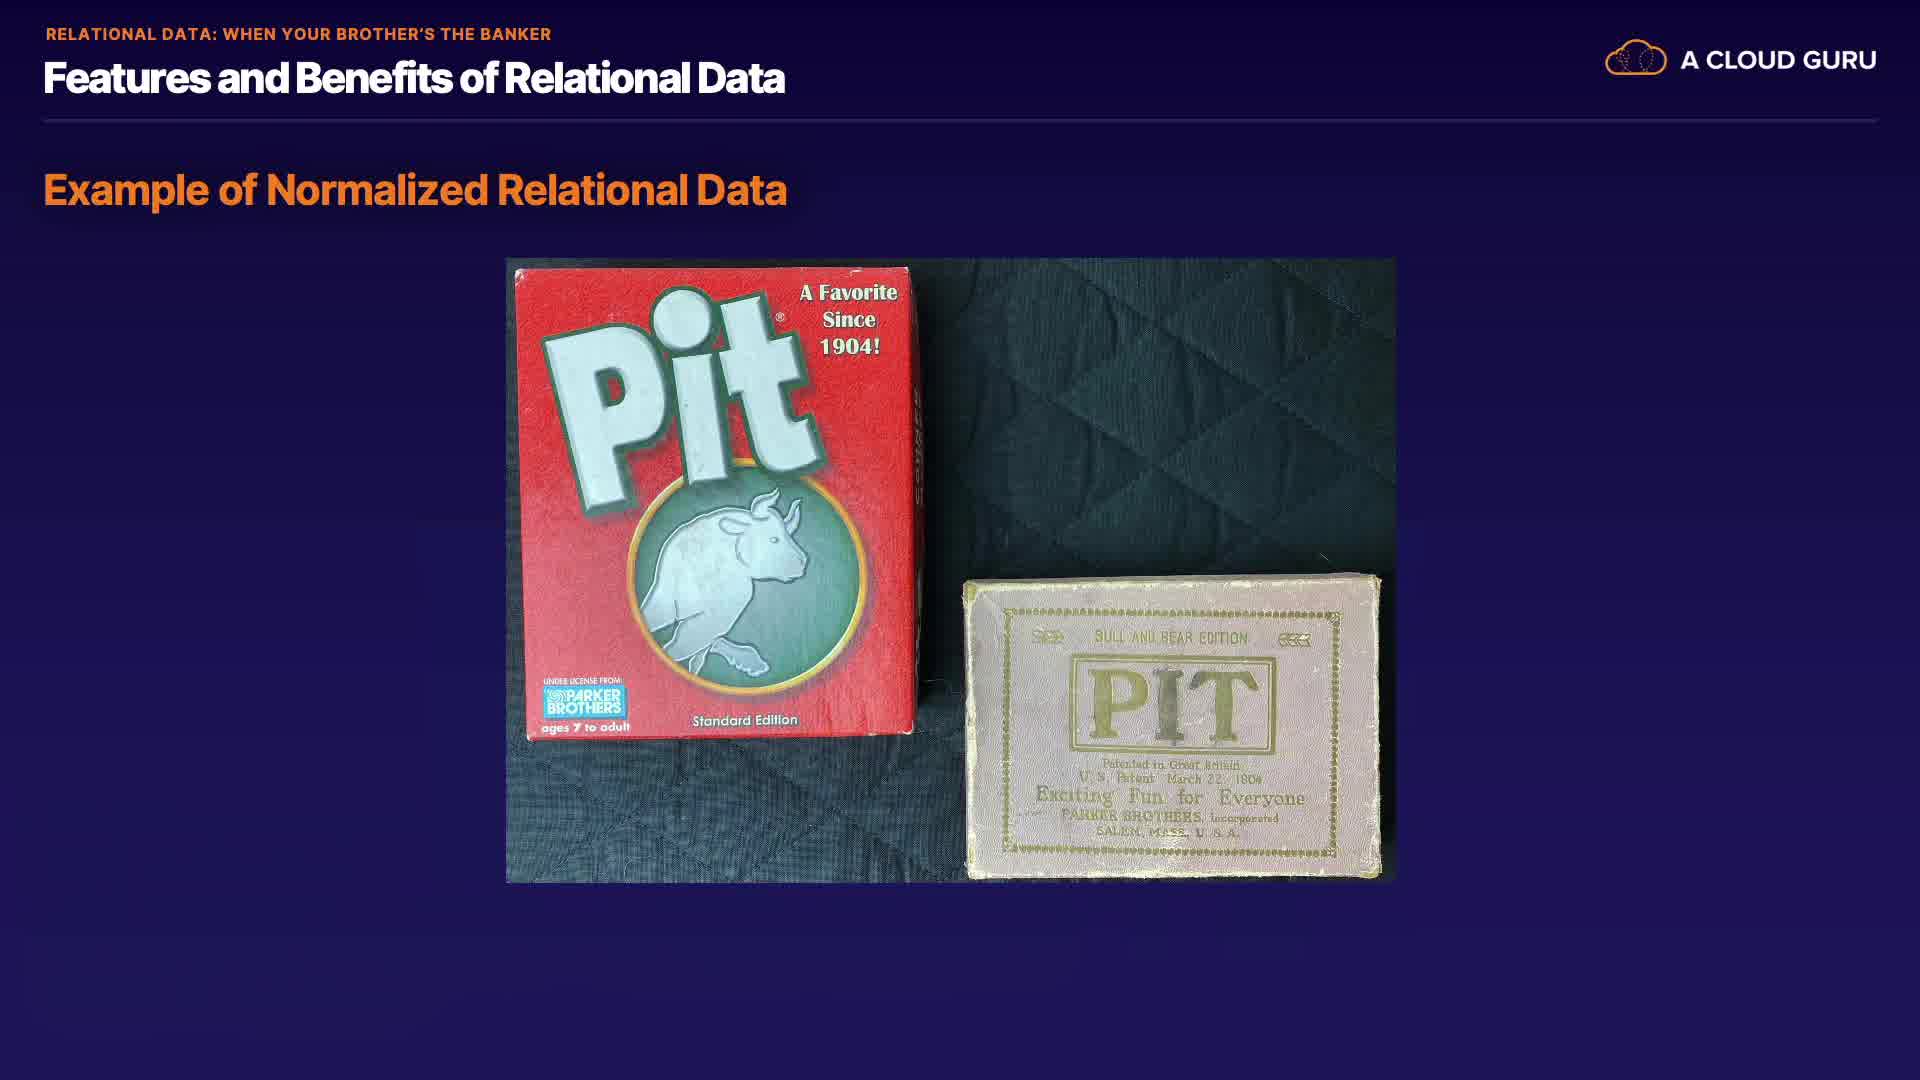 RELATIONAL DATA: WHEN YOUR BROTHER'S THE BANKER
Features and Benefits of Relational Data
A CLOUD GURU
Example of Normalized Relational Data
Pit®
A Favorite
Since
1904!
UNDER LICENSE FROM:
PARKER
BROTHERS
ages 7 to adult
Standard Edition
BULL AND BEAR EDITION
PIT
Patented in Great Britain
U. S. Patent March 22, 1904
Exciting Fun for Everyone
PARKER BROTHERS, Incorporated
SALEM, MASS., U. S. A.